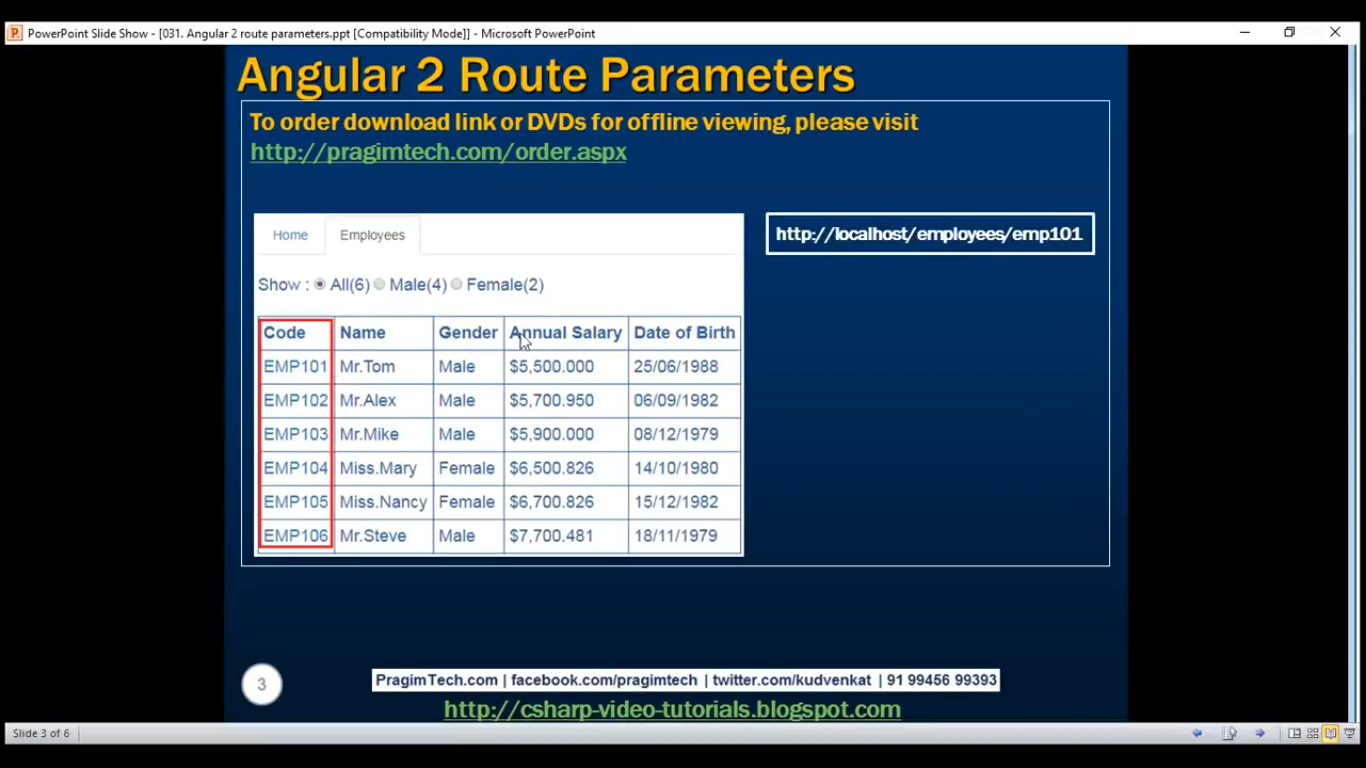 PowerPoint Slide Show - [031. Angular 2 route parameters.ppt [Compatibility Mode]] - Microsoft PowerPoint
Angular 2 Route Parameters
To order download link or DVDs for offline viewing, please visit
http://pragimtech.com/order.aspx
Home Employees
http://localhost/employees/emp101
Show : All(6) Male(4) Female(2)
Code Name Gender Annual Salary Date of Birth
EMP101 Mr.Tom Male $5,500.000 25/06/1988
EMP102 Mr.Alex Male $5,700.950 06/09/1982
EMP103 Mr.Mike Male $5,900.000 08/12/1979
EMP104 Miss.Mary Female $6,500.826 14/10/1980
EMP105 Miss.Nancy Female $6,700.826 15/12/1982
EMP106 Mr.Steve Male $7,700.481 18/11/1979
3
PragimTech.com | facebook.com/pragimtech | twitter.com/kudvenkat | 91 99456 99393
http://csharp-video-tutorials.blogspot.com
Slide 3 of 6